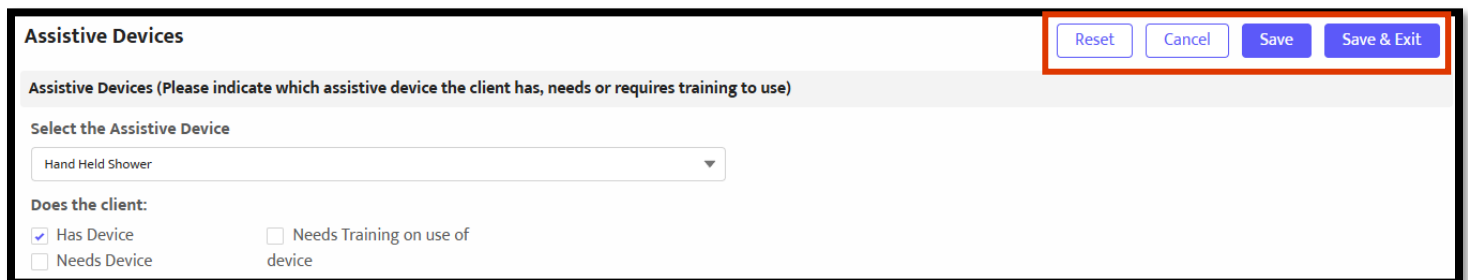 Assistive Devices
Reset Cancel Save Save & Exit
Assistive Devices (Please indicate which assistive device the client has, needs or requires training to use)
Select the Assistive Device
Hand Held Shower
Does the client:
Has Device Needs Training on use of
Needs Device device